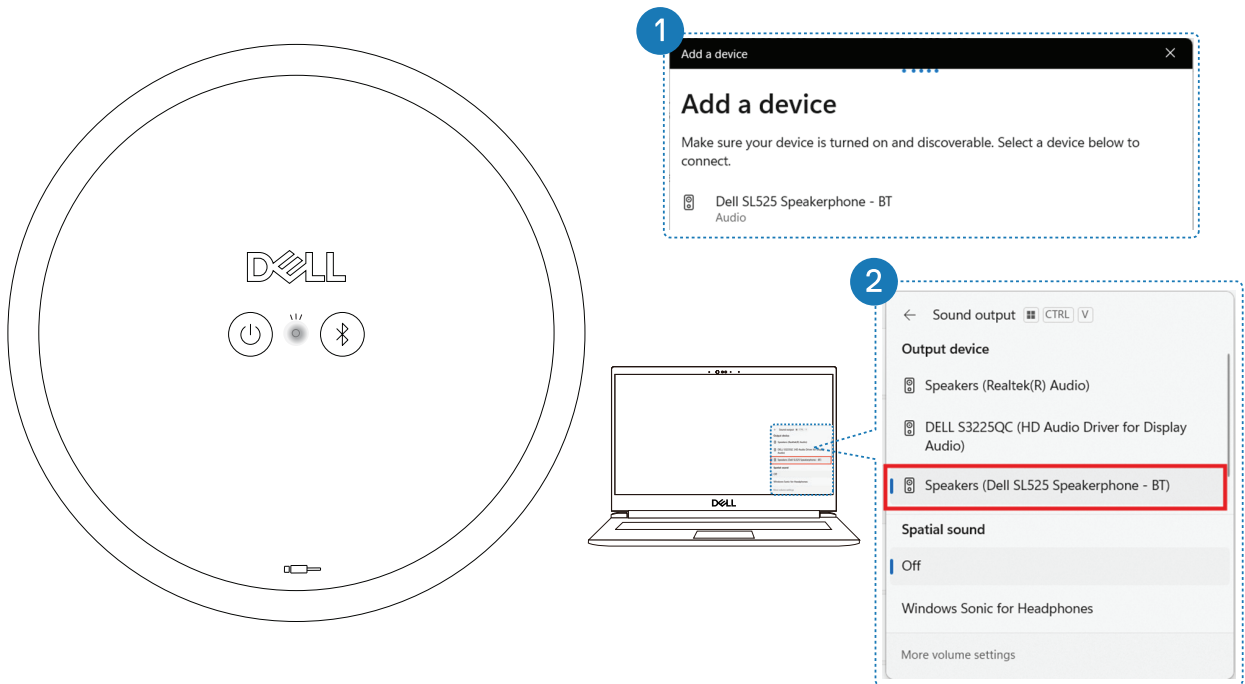 DELL
1
Add a device
Add a device
Make sure your device is turned on and discoverable. Select a device below to
connect.
Dell SL525 Speakerphone - BT
Audio
2
Sound output CTRL V
Output device
Speakers (Realtek(R) Audio)
DELL S3225QC (HD Audio Driver for Display
Audio)
Speakers (Dell SL525 Speakerphone - BT)
Spatial sound
Off
Windows Sonic for Headphones
More volume settings
DELL